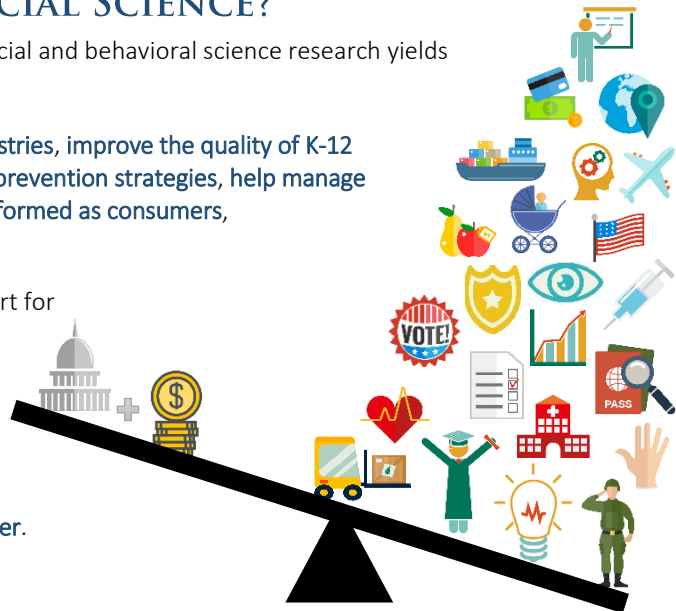 CIAL SCIENCE?
cial and behavioral science research yields
stries, improve the quality of K-12
prevention strategies, help manage
formed as consumers,
rt for
VOTE!
PASS
er.